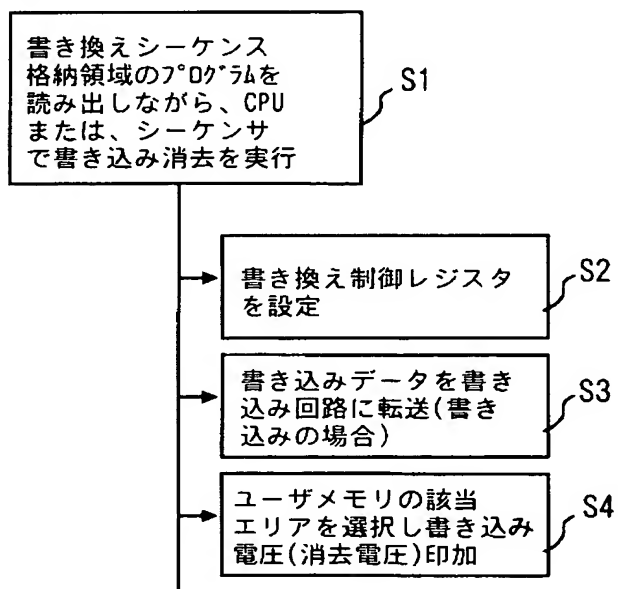 書き換えシーケンス
格納領域のﾌﾟﾛｸﾞﾗﾑを
読み出しながら、CPU
または、シーケンサ
で書き込み消去を実行
S1
書き換え制御レジスタ
を設定
S2
書き込みデータを書き
込み回路に転送(書き
込みの場合)
S3
ユーザメモリの該当
エリアを選択し書き込み
電圧(消去電圧)印加
S4